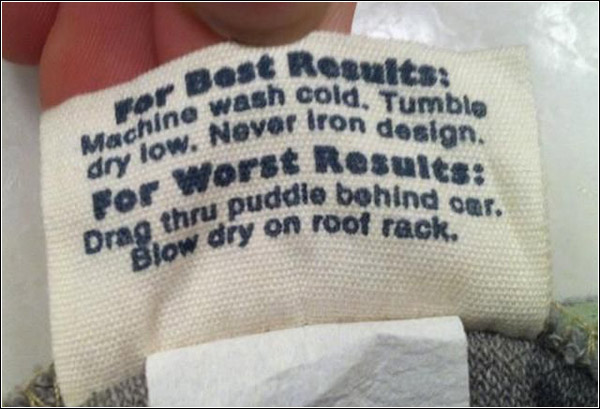 For Best Results:
Machine wash cold. Tumble
dry low. Never iron design.
For Worst Results:
Drag thru puddle behind car.
Blow dry on roof rack.